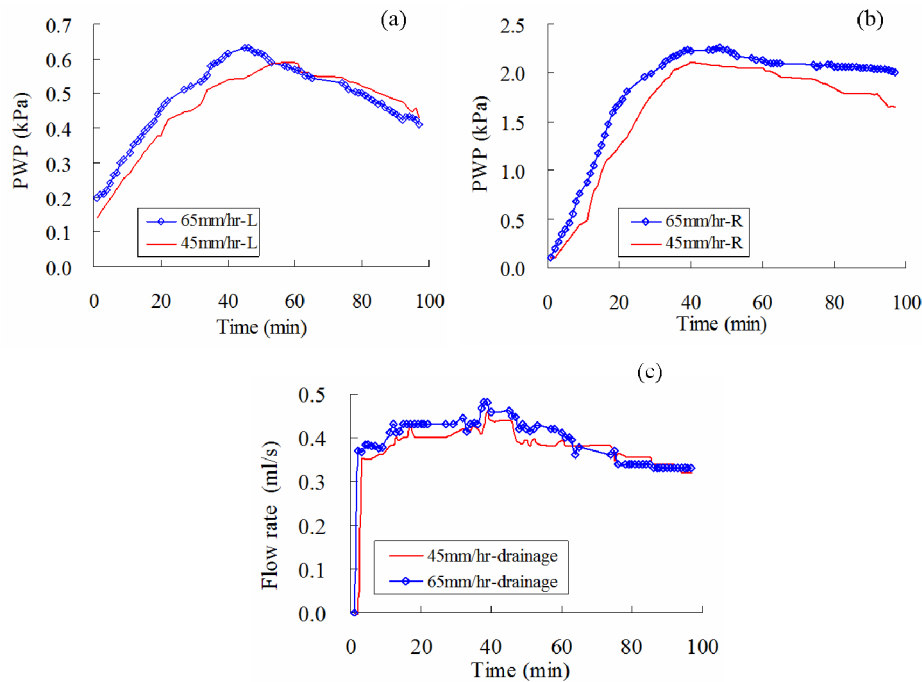 (a)
0.7
0.6
0.5
0.4
0.3
0.2
0.1
0.0
PWP (kPa)
65mm/hr-L
45mm/hr-L
0 20 40 60 80 100
Time (min)
(b)
2.5
2.0
1.5
1.0
0.5
0.0
PWP (kPa)
65mm/hr-R
45mm/hr-R
0 20 40 60 80 100
Time (min)
(c)
0.5
0.4
0.3
0.2
0.1
0.0
Flow rate (ml/s)
45mm/hr-drainage
65mm/hr-drainage
0 20 40 60 80 100
Time (min)